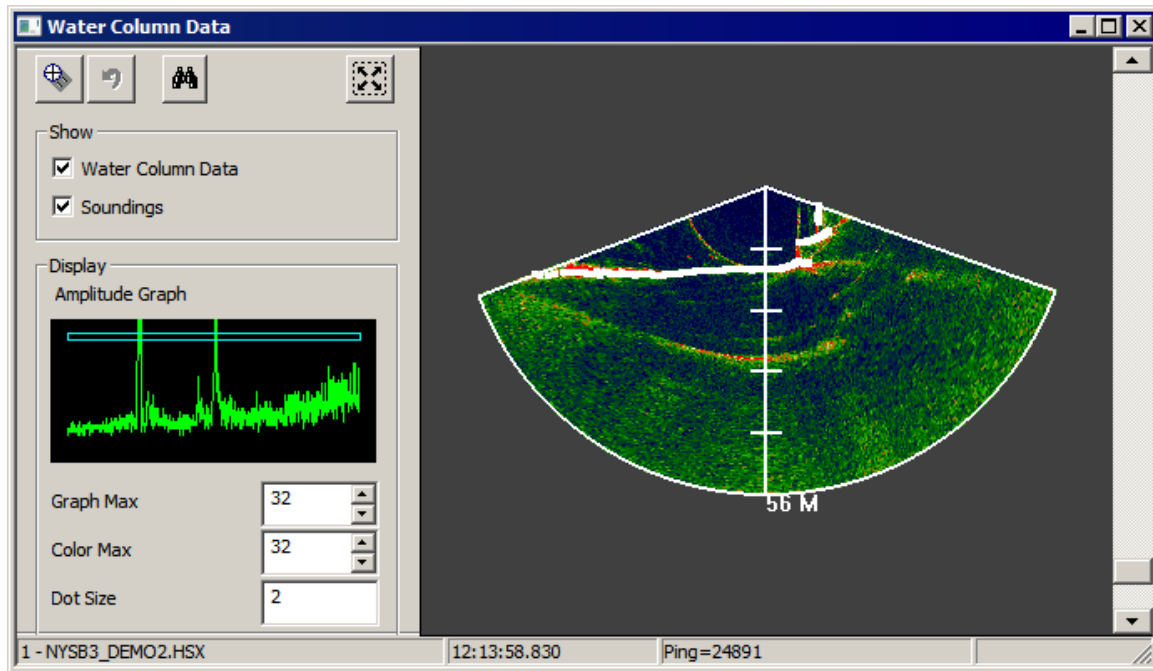 Water Column Data
Show
Water Column Data
Soundings
Display
Amplitude Graph
Graph Max 32
Color Max 32
Dot Size 2
56 M
1 - NYSB3_DEMO2.HSX 12:13:58.830 Ping=24891